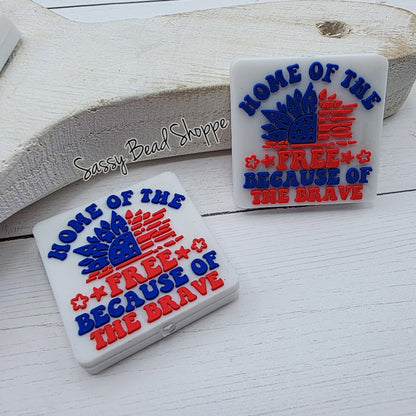 HOME OF THE
FREE
BECAUSE OF
THE BRAVE
Sassy Bead Shoppe
HOME OF THE
FREE
BECAUSE OF
THE BRAVE